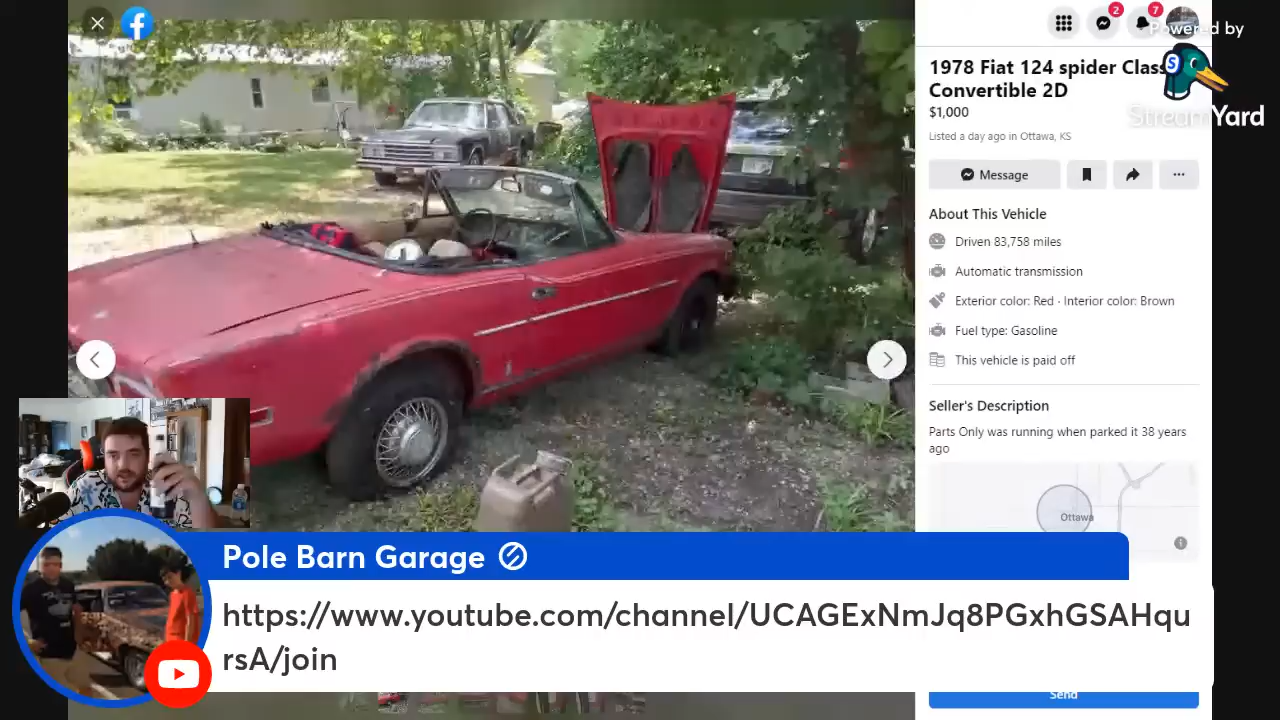 2
7
Powered by
StreamYard
1978 Fiat 124 spider Class
Convertible 2D
$1,000
Listed a day ago in Ottawa, KS
Message
About This Vehicle
Driven 83,758 miles
Automatic transmission
Exterior color: Red · Interior color: Brown
Fuel type: Gasoline
This vehicle is paid off
Seller's Description
Parts Only was running when parked it 38 years
ago
Ottawa
Pole Barn Garage
https://www.youtube.com/channel/UCAGExNmJq8PGxhGSAHqu
rsA/join
Send